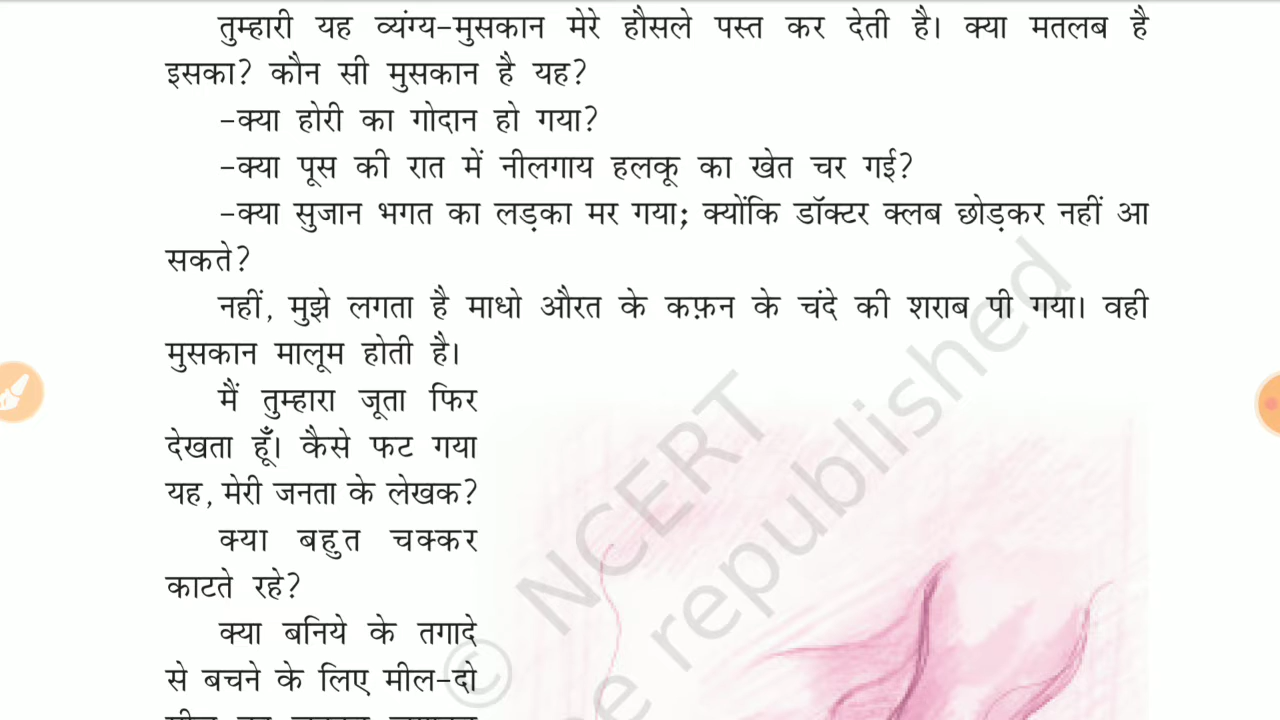 तुम्हारी यह व्यंग्य-मुसकान मेरे हौसले पस्त कर देती है। क्या मतलब है
इसका? कौन सी मुसकान है यह?
-क्या होरी का गोदान हो गया?
-क्या पूस की रात में नीलगाय हलकू का खेत चर गई?
-क्या सुजान भगत का लड़का मर गया; क्योंकि डॉक्टर क्लब छोड़कर नहीं आ
सकते?
नहीं, मुझे लगता है माधो औरत के कफ़न के चंदे की शराब पी गया। वही
मुसकान मालूम होती है।
मैं तुम्हारा जूता फिर
देखता हूँ। कैसे फट गया
यह, मेरी जनता के लेखक?
क्या बहुत चक्कर
काटते रहे?
क्या बनिये के तगादे
से बचने के लिए मील-दो
© NCERT
be republished